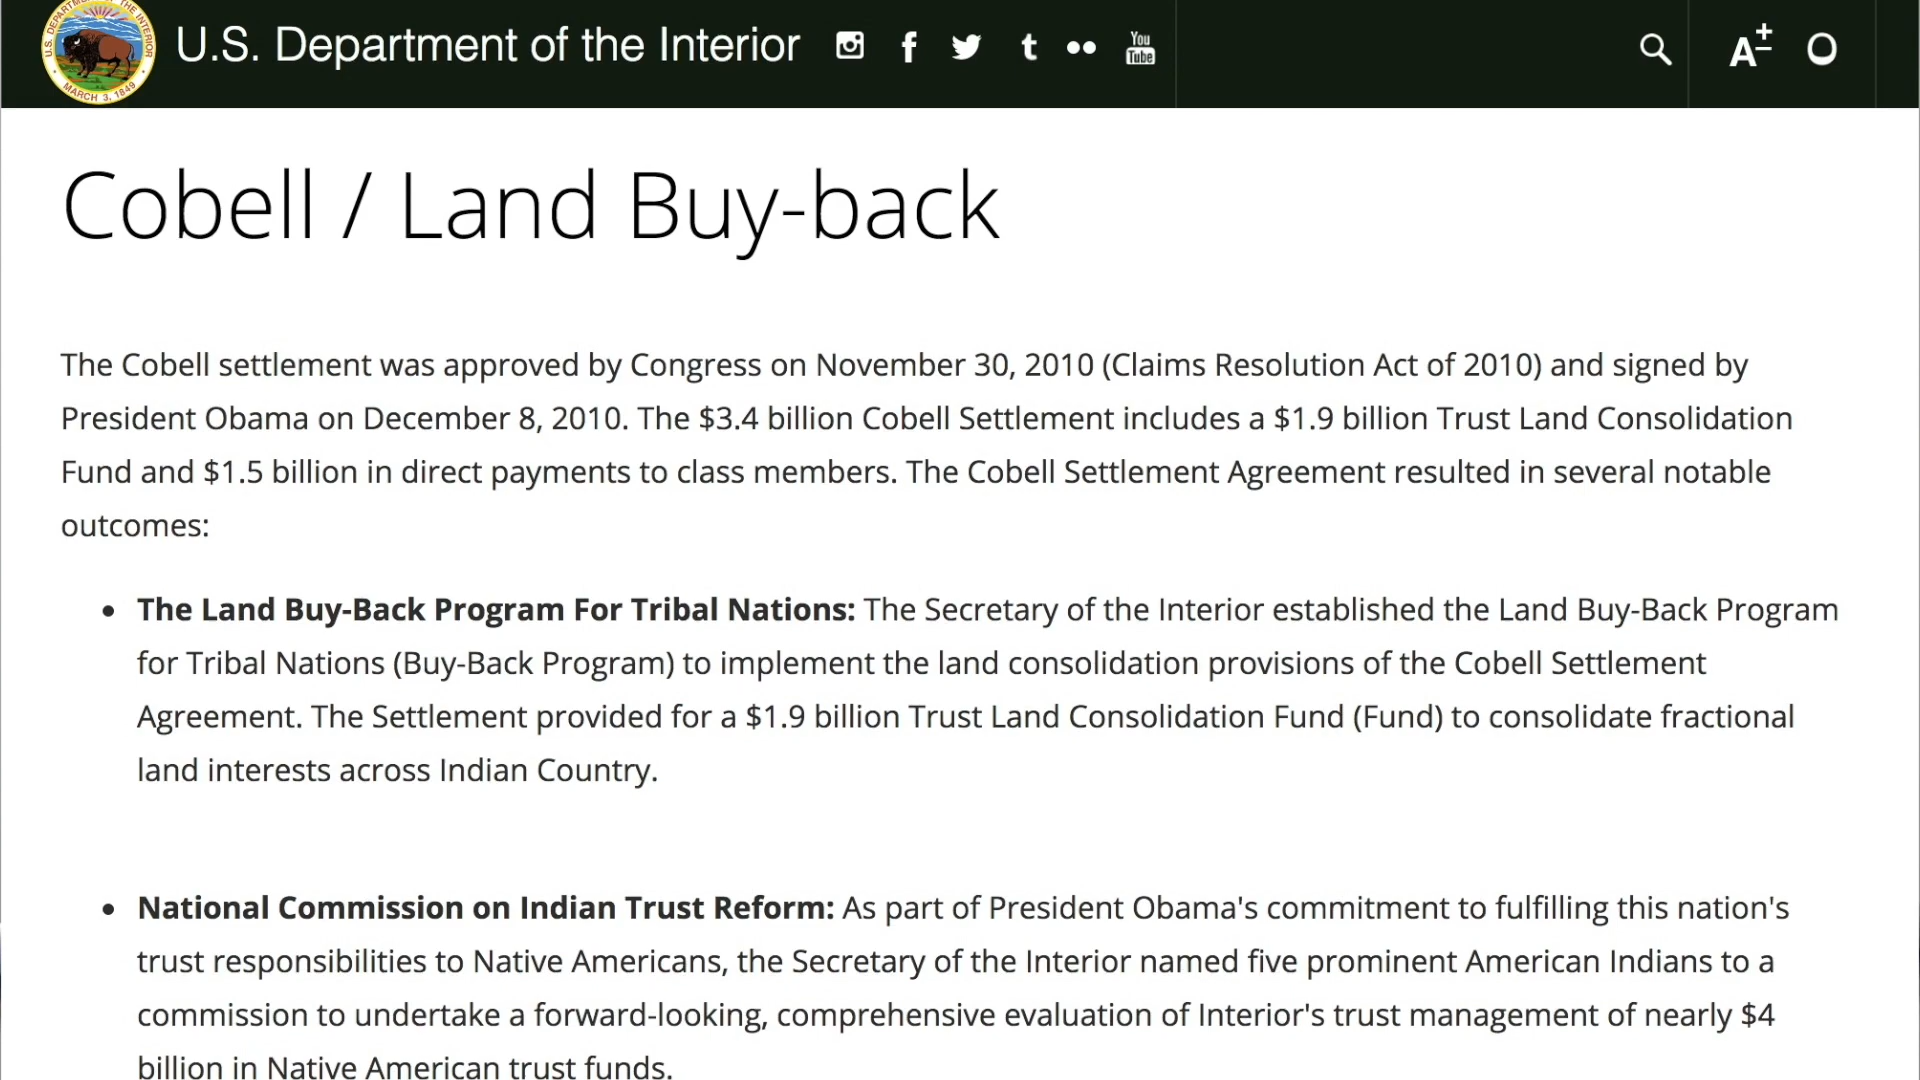 U.S. DEPARTMENT OF THE INTERIOR
MARCH 3, 1849
U.S. Department of the Interior
f
t
You
Tube
A±
Cobell / Land Buy-back
The Cobell settlement was approved by Congress on November 30, 2010 (Claims Resolution Act of 2010) and signed by
President Obama on December 8, 2010. The $3.4 billion Cobell Settlement includes a $1.9 billion Trust Land Consolidation
Fund and $1.5 billion in direct payments to class members. The Cobell Settlement Agreement resulted in several notable
outcomes:
• The Land Buy-Back Program For Tribal Nations: The Secretary of the Interior established the Land Buy-Back Program
for Tribal Nations (Buy-Back Program) to implement the land consolidation provisions of the Cobell Settlement
Agreement. The Settlement provided for a $1.9 billion Trust Land Consolidation Fund (Fund) to consolidate fractional
land interests across Indian Country.
• National Commission on Indian Trust Reform: As part of President Obama's commitment to fulfilling this nation's
trust responsibilities to Native Americans, the Secretary of the Interior named five prominent American Indians to a
commission to undertake a forward-looking, comprehensive evaluation of Interior's trust management of nearly $4
billion in Native American trust funds.